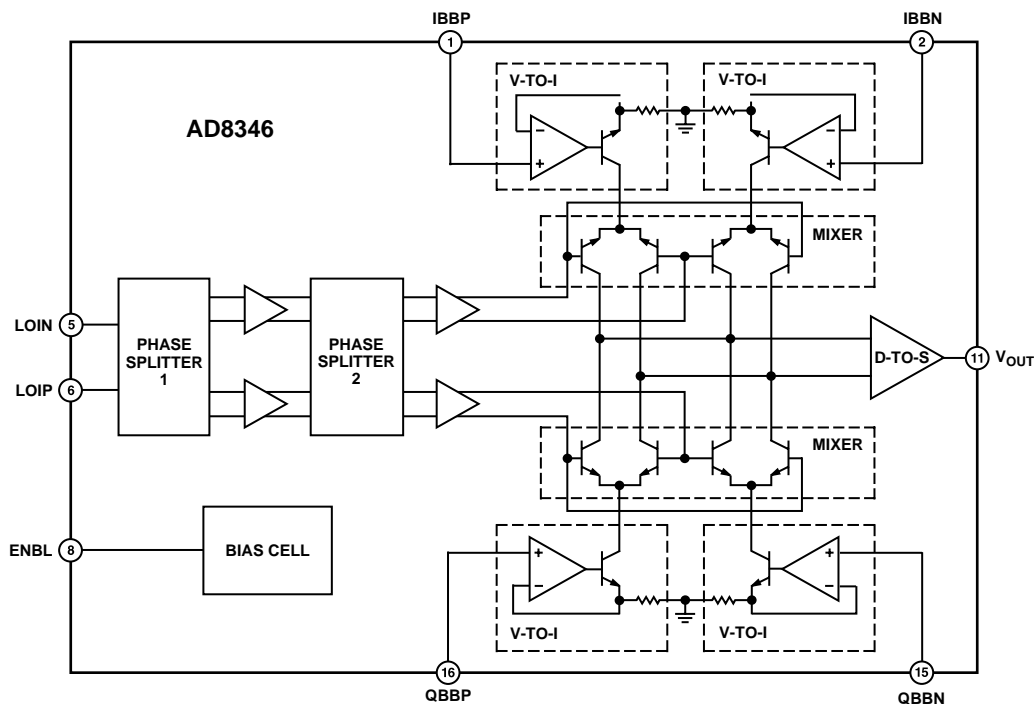 IBBP
IBBN
1
2
V-TO-I
V-TO-I
AD8346
−
+
−
+
MIXER
LOIN
5
LOIP
6
PHASE
SPLITTER
1
PHASE
SPLITTER
2
D-TO-S
11
VOUT
MIXER
ENBL
8
BIAS CELL
+
−
+
−
V-TO-I
V-TO-I
16
15
QBBP
QBBN